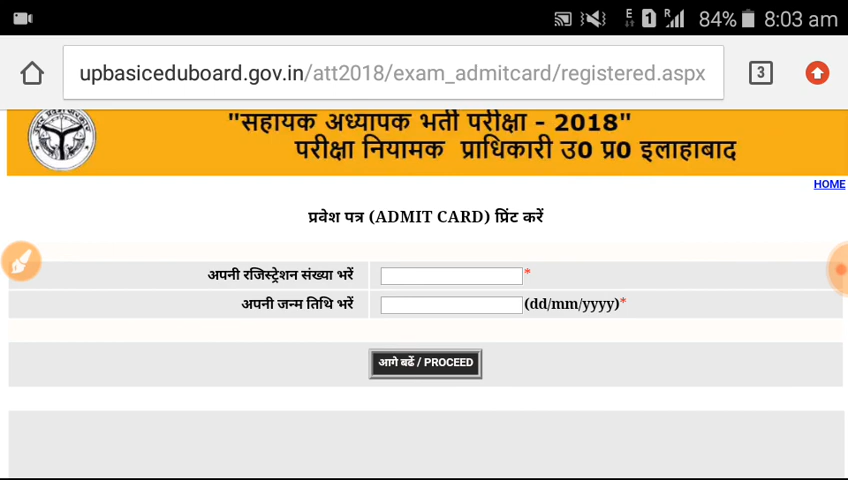 E 1 R 84% 8:03 am
upbasiceduboard.gov.in/att2018/exam_admitcard/registered.aspx 3
"सहायक अध्यापक भर्ती परीक्षा - 2018"
परीक्षा नियामक प्राधिकारी उ0 प्र0 इलाहाबाद
HOME
प्रवेश पत्र (ADMIT CARD) प्रिंट करें
अपनी रजिस्ट्रेशन संख्या भरें *
अपनी जन्म तिथि भरें (dd/mm/yyyy)*
आगे बढें / PROCEED